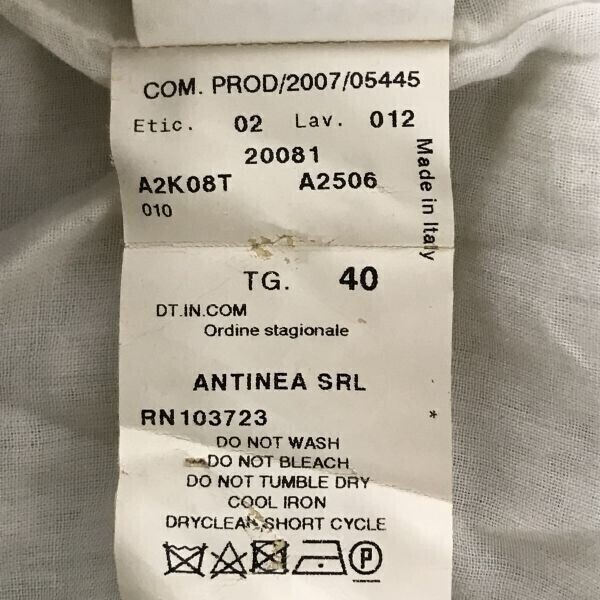 COM. PROD/2007/05445
Etic. 02 Lav. 012
20081
A2K08T A2506
010
Made in Italy
TG. 40
DT.IN.COM
Ordine stagionale
ANTINEA SRL
RN103723 *
DO NOT WASH
DO NOT BLEACH
DO NOT TUMBLE DRY
COOL IRON
DRYCLEAN SHORT CYCLE
P